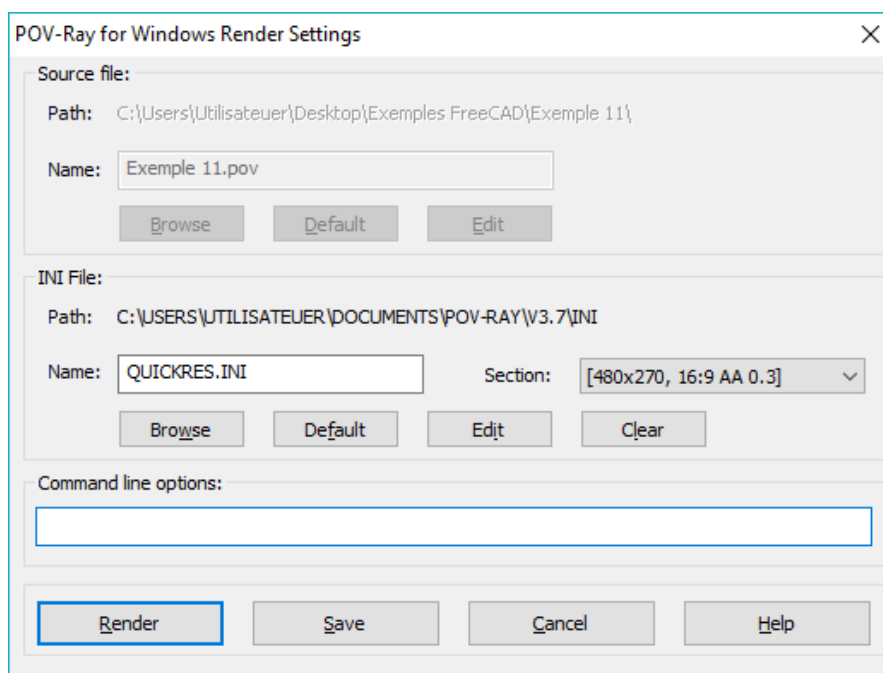 POV-Ray for Windows Render Settings
Source file:
Path: C:\Users\Utilisateuer\Desktop\Exemples FreeCAD\Exemple 11\
Name: Exemple 11.pov
Browse Default Edit
INI File:
Path: C:\USERS\UTILISATEUER\DOCUMENTS\POV-RAY\V3.7\INI
Name: QUICKRES.INI Section: [480x270, 16:9 AA 0.3]
Browse Default Edit Clear
Command line options:
Render Save Cancel Help